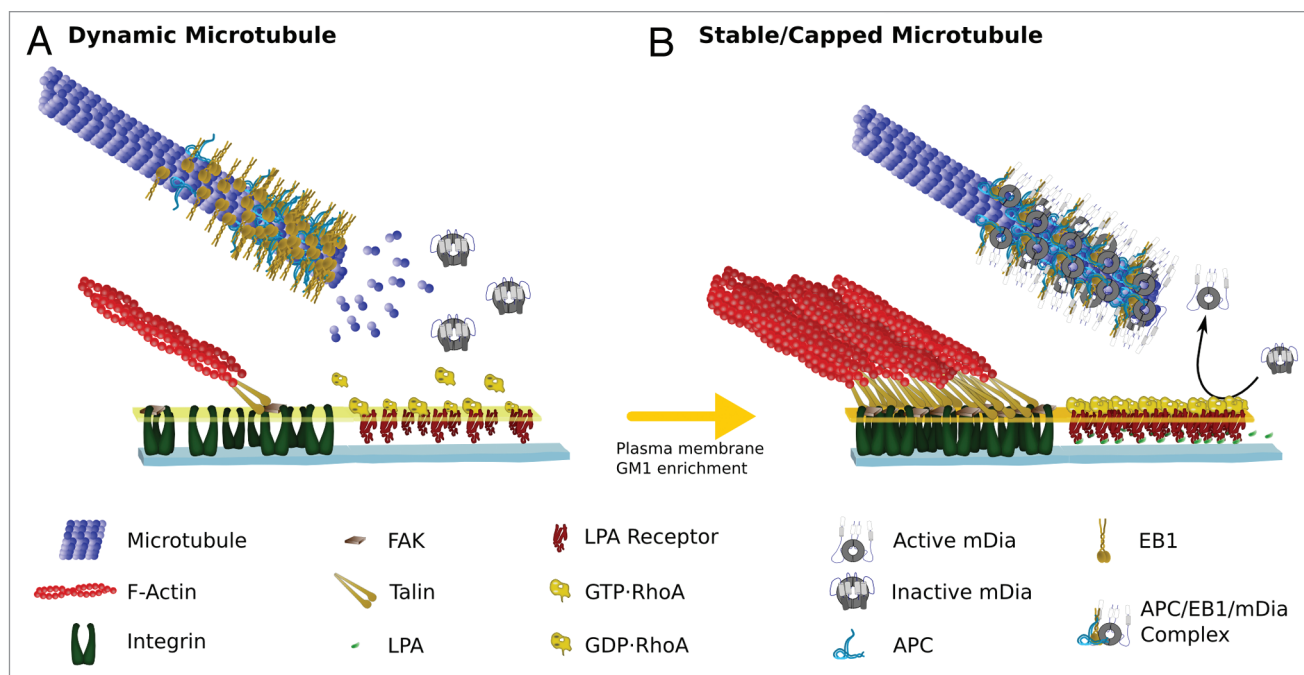 A Dynamic Microtubule
B Stable/Capped Microtubule
Plasma membrane
GM1 enrichment
Microtubule
FAK
LPA Receptor
Active mDia
EB1
F-Actin
Talin
GTP·RhoA
Inactive mDia
APC/EB1/mDia
Complex
Integrin
LPA
GDP·RhoA
APC